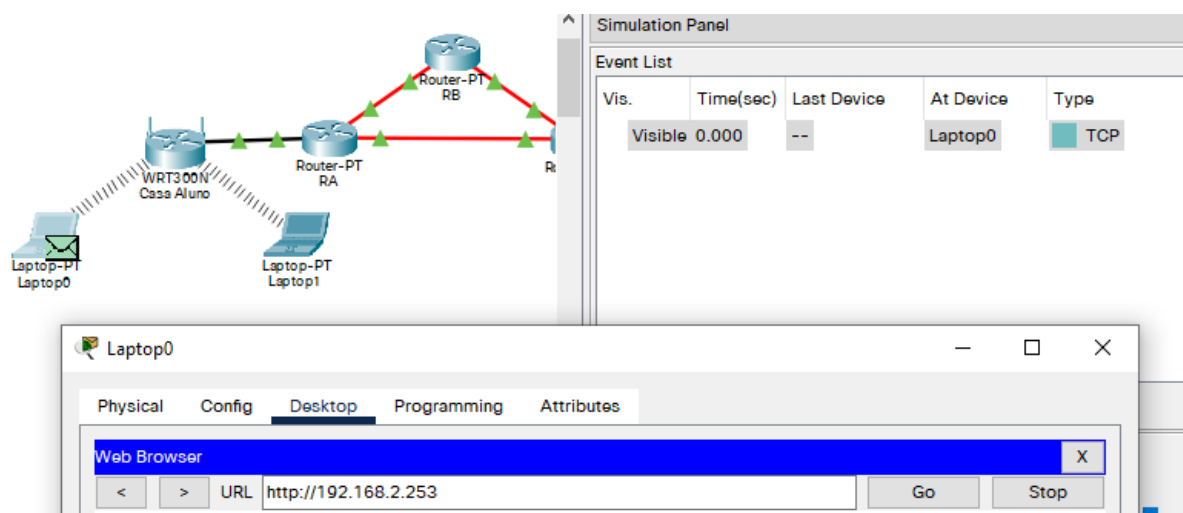 Simulation Panel
Event List
Vis. Time(sec) Last Device At Device Type
Visible 0.000 -- Laptop0 TCP
Router-PT
RB
Router-PT
RA
WRT300N
Casa Aluno
Laptop-PT
Laptop0
Laptop-PT
Laptop1
Laptop0
Physical Config Desktop Programming Attributes
Web Browser X
< > URL http://192.168.2.253 Go Stop